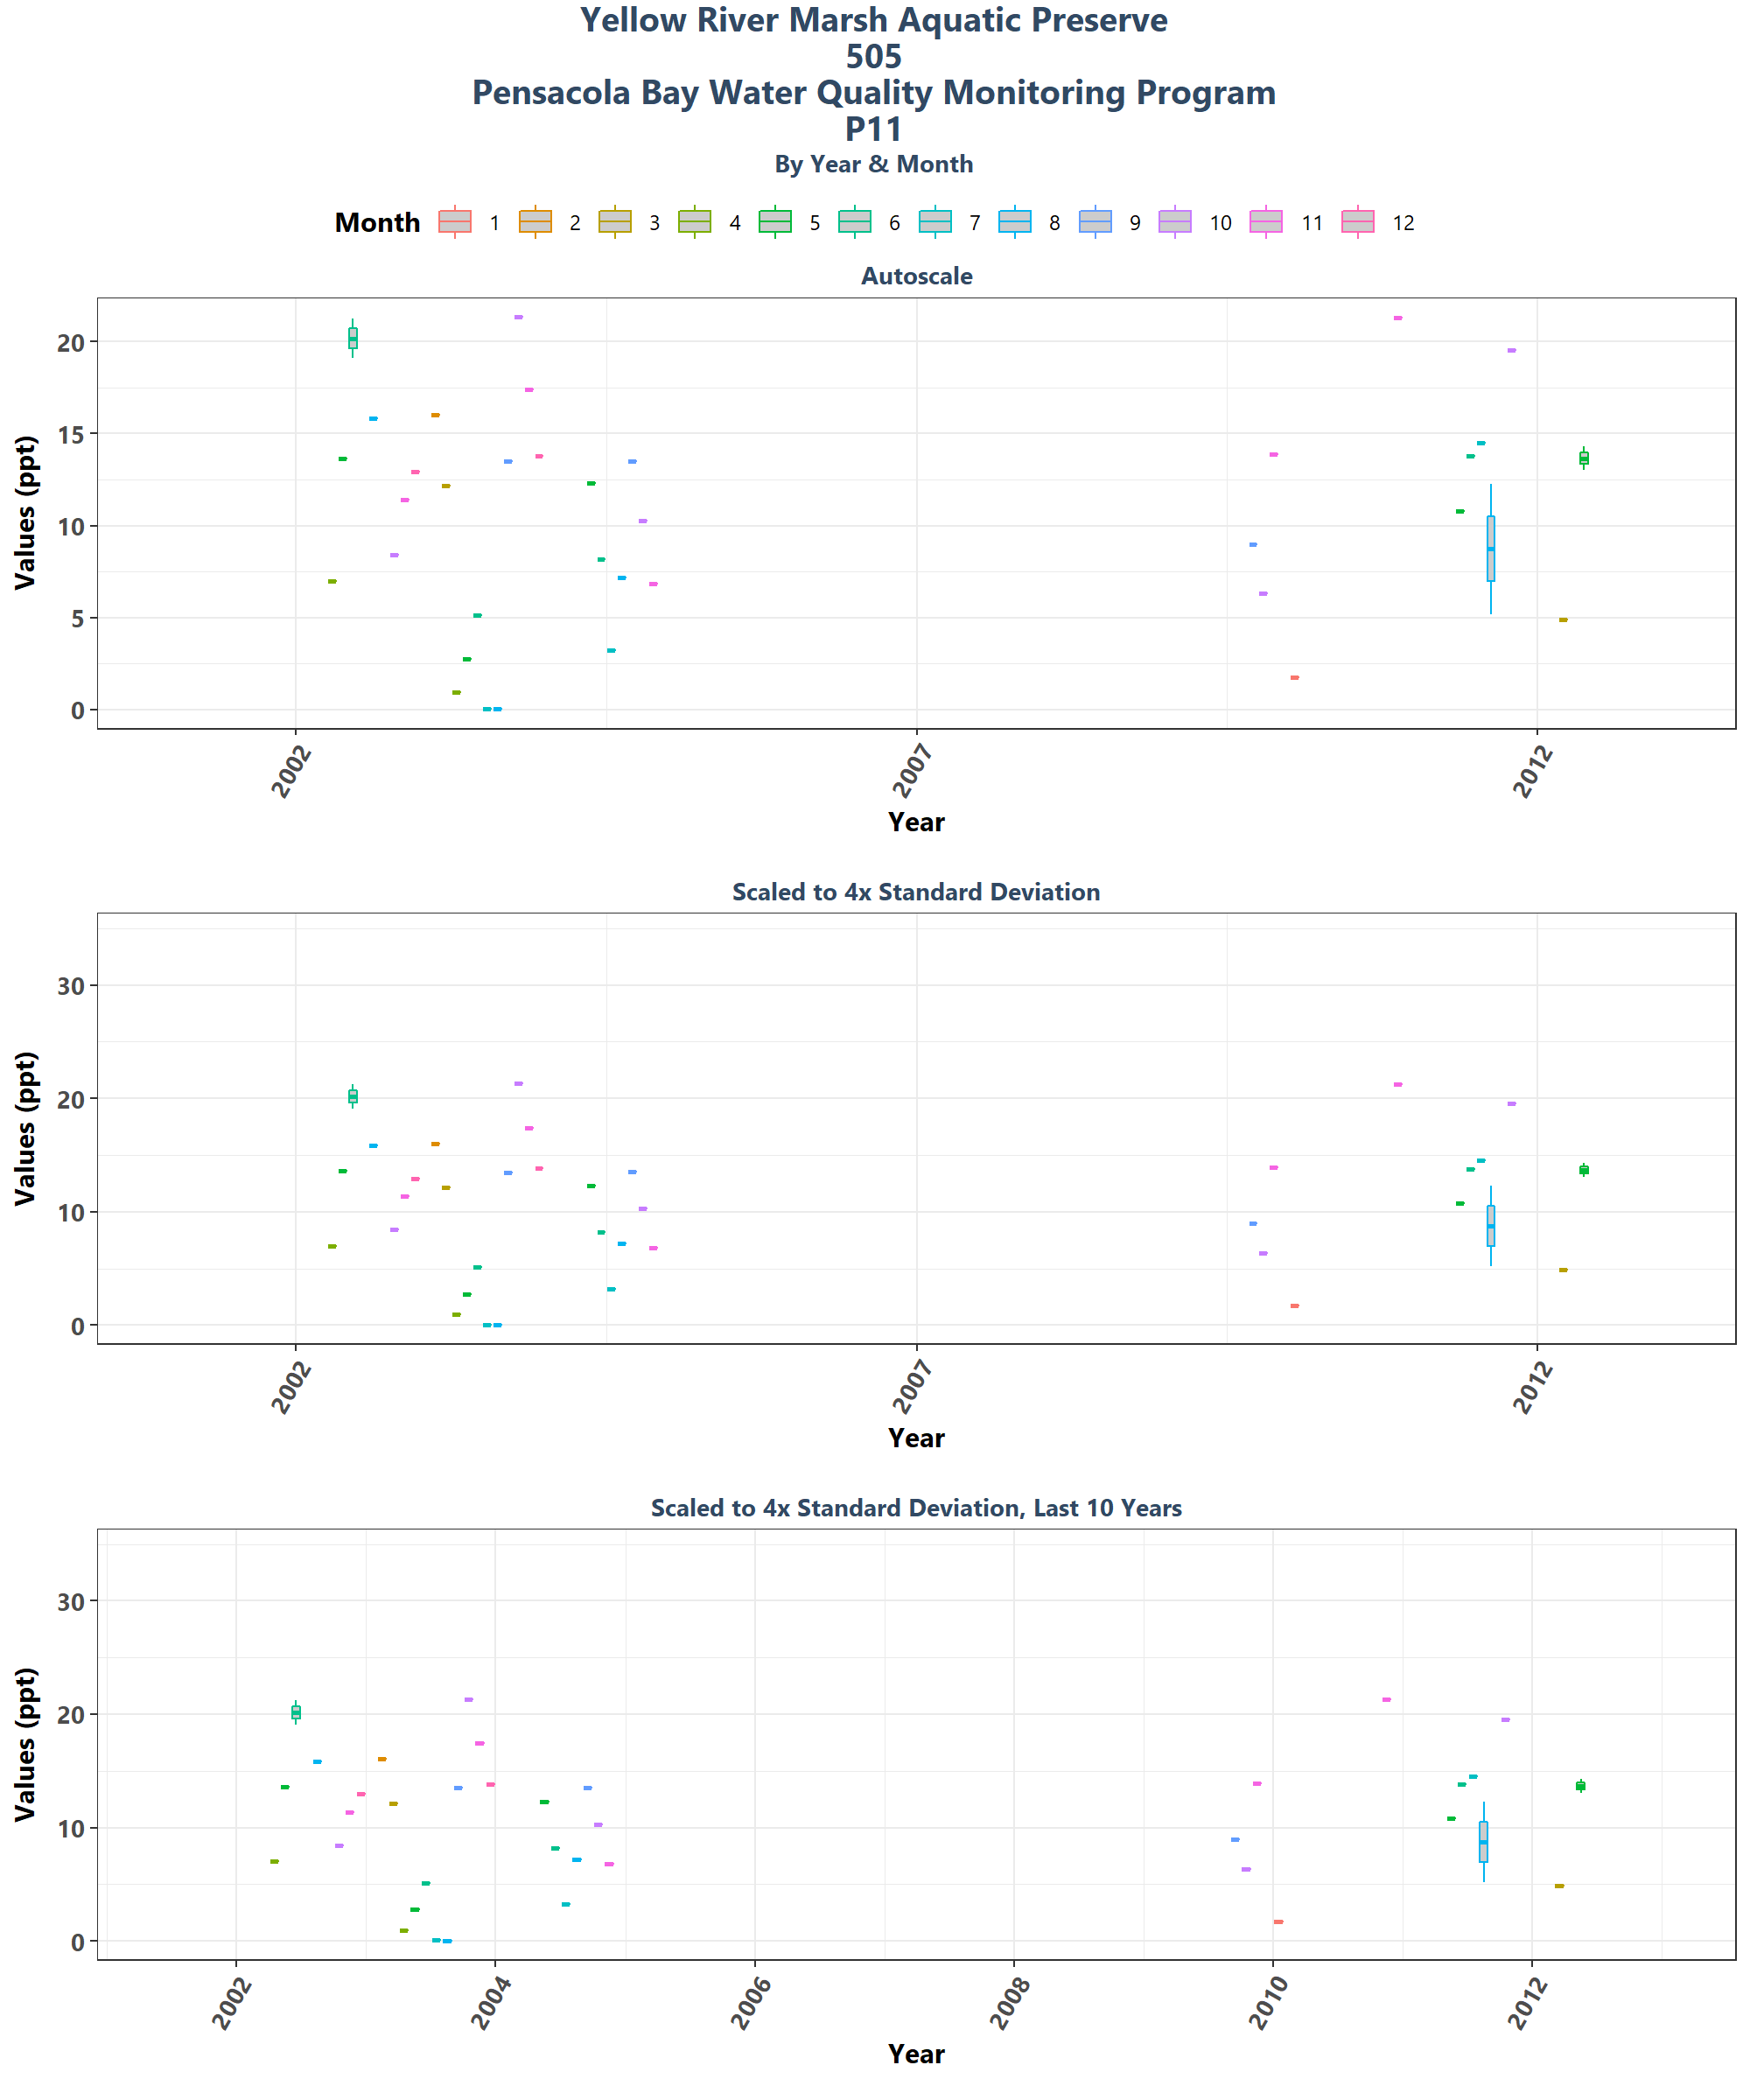 Yellow River Marsh Aquatic Preserve
505
Pensacola Bay Water Quality Monitoring Program
P11
By Year & Month
Month 1 2 3 4 5 6 7 8 9 10 11 12
Autoscale
Values (ppt)
20
15
10
5
0
2002 2007 2012
Year
Scaled to 4x Standard Deviation
Values (ppt)
30
20
10
0
2002 2007 2012
Year
Scaled to 4x Standard Deviation, Last 10 Years
Values (ppt)
30
20
10
0
2002 2004 2006 2008 2010 2012
Year